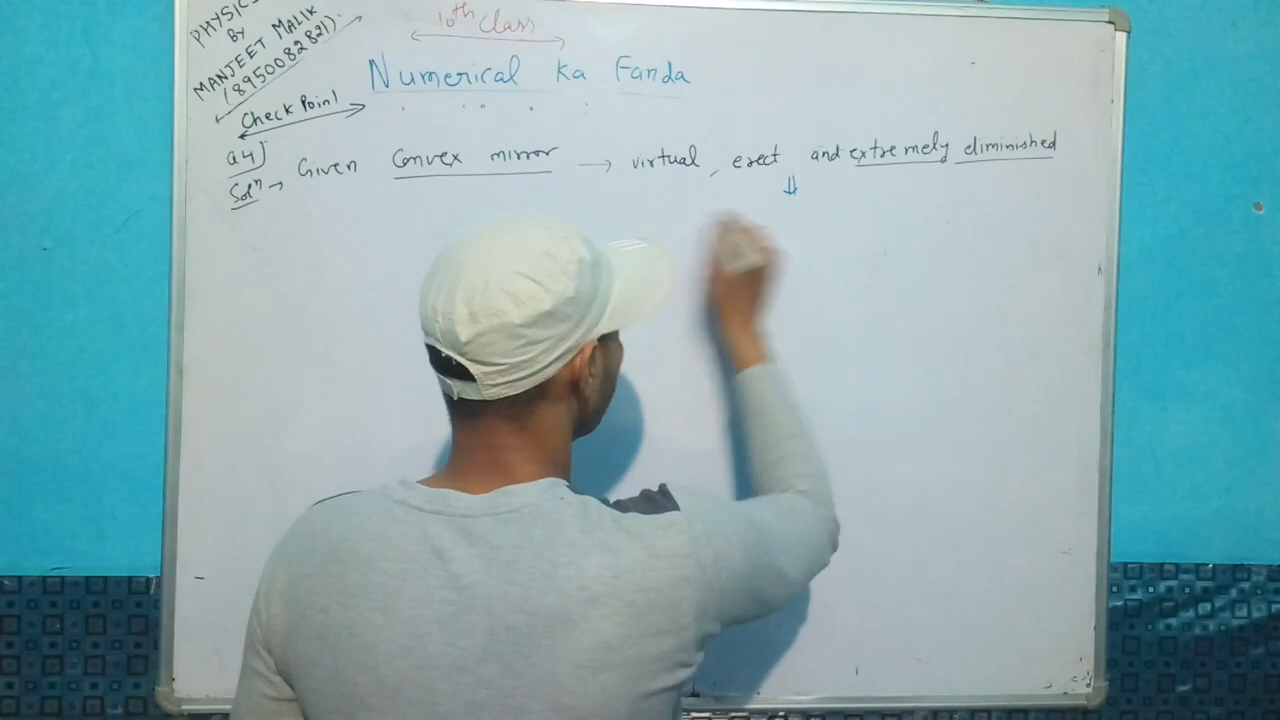 PHYSICS
By
MANJEET MALIK
(8950082821)
10th class
Numerical ka Fanda
Check Point
Q4)
Soln → Given Convex mirror → virtual, erect and extremely diminished